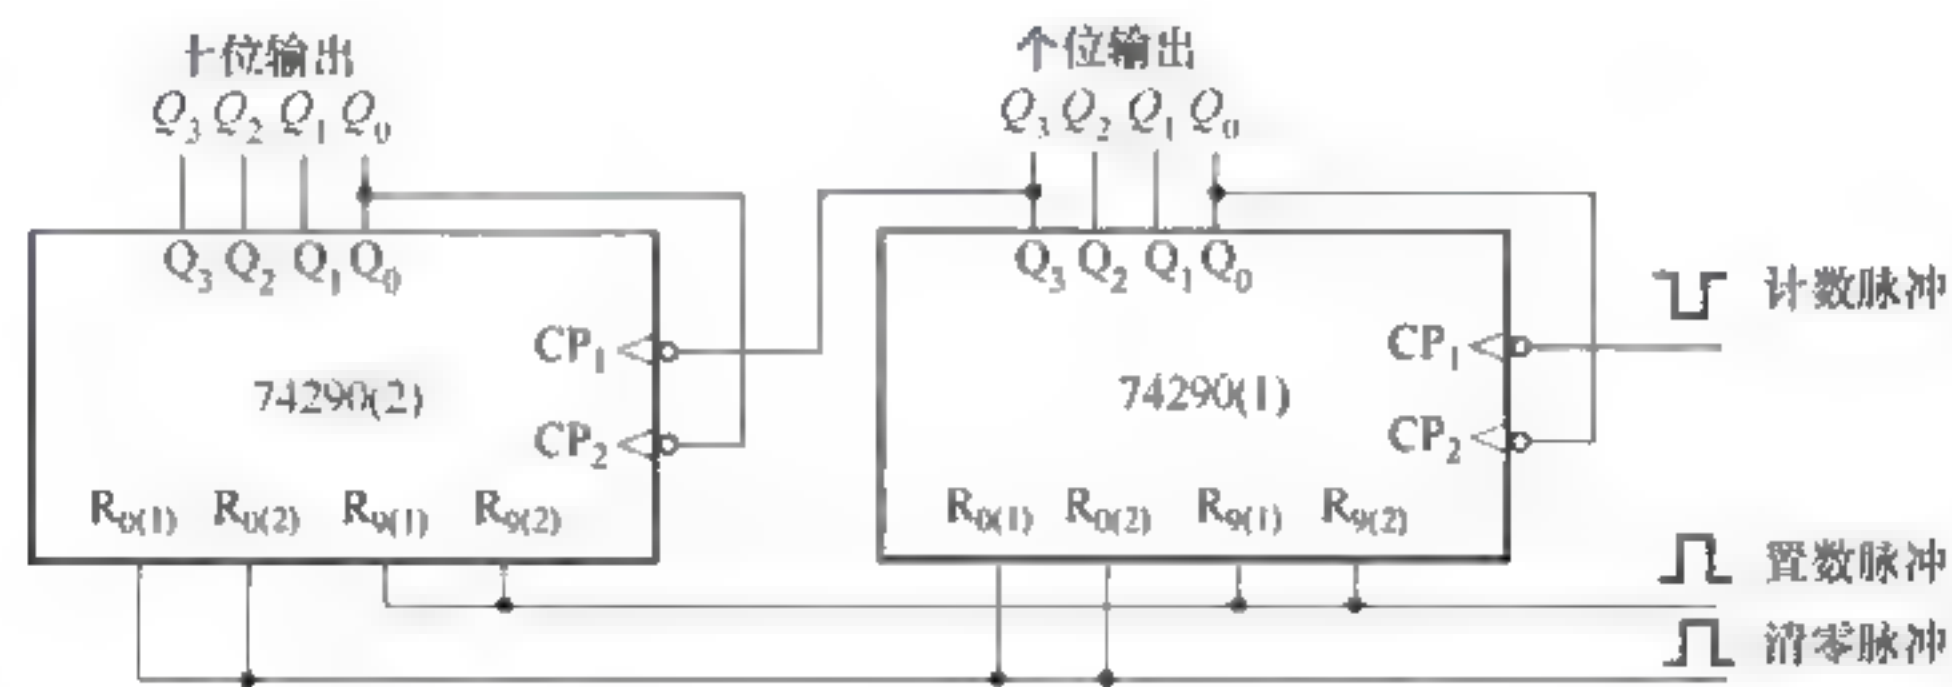 十位输出
Q3 Q2 Q1 Q0
个位输出
Q3 Q2 Q1 Q0
Q3 Q2 Q1 Q0
CP1
74290(2)
CP2
R0(1) R0(2) R9(1) R9(2)
Q3 Q2 Q1 Q0
CP1
74290(1)
CP2
R0(1) R0(2) R9(1) R9(2)
计数脉冲
置数脉冲
清零脉冲